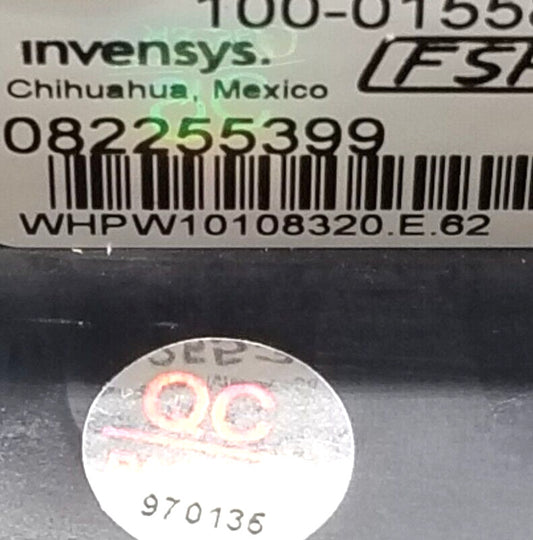 100-0155
invensys.
FSP
Chihuahua, Mexico
082255399
WHPW10108320.E.62
QC
970135